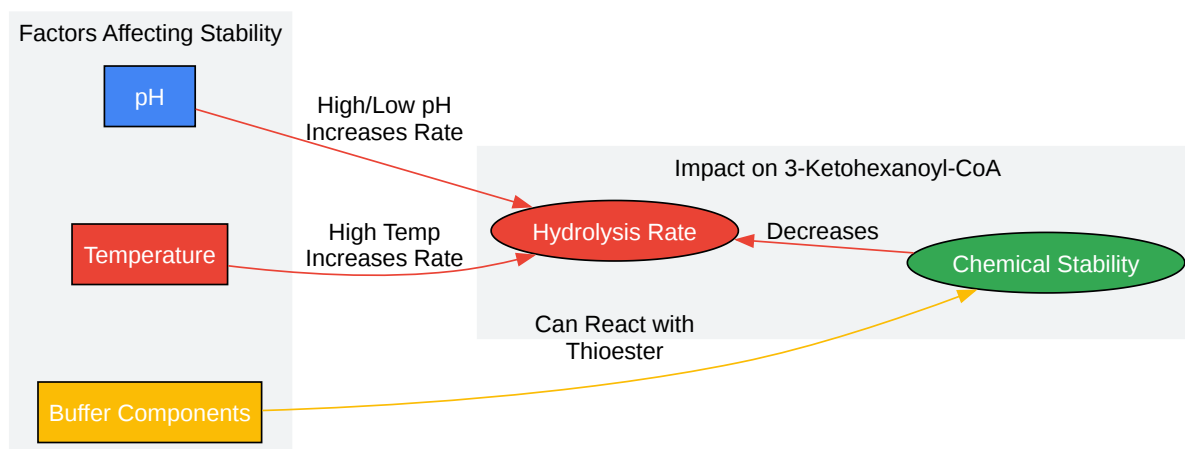 Factors Affecting Stability
pH
High/Low pH
Increases Rate
Impact on 3-Ketohexanoyl-CoA
Temperature
High Temp
Increases Rate
Hydrolysis Rate
Decreases
Chemical Stability
Can React with
Thioester
Buffer Components